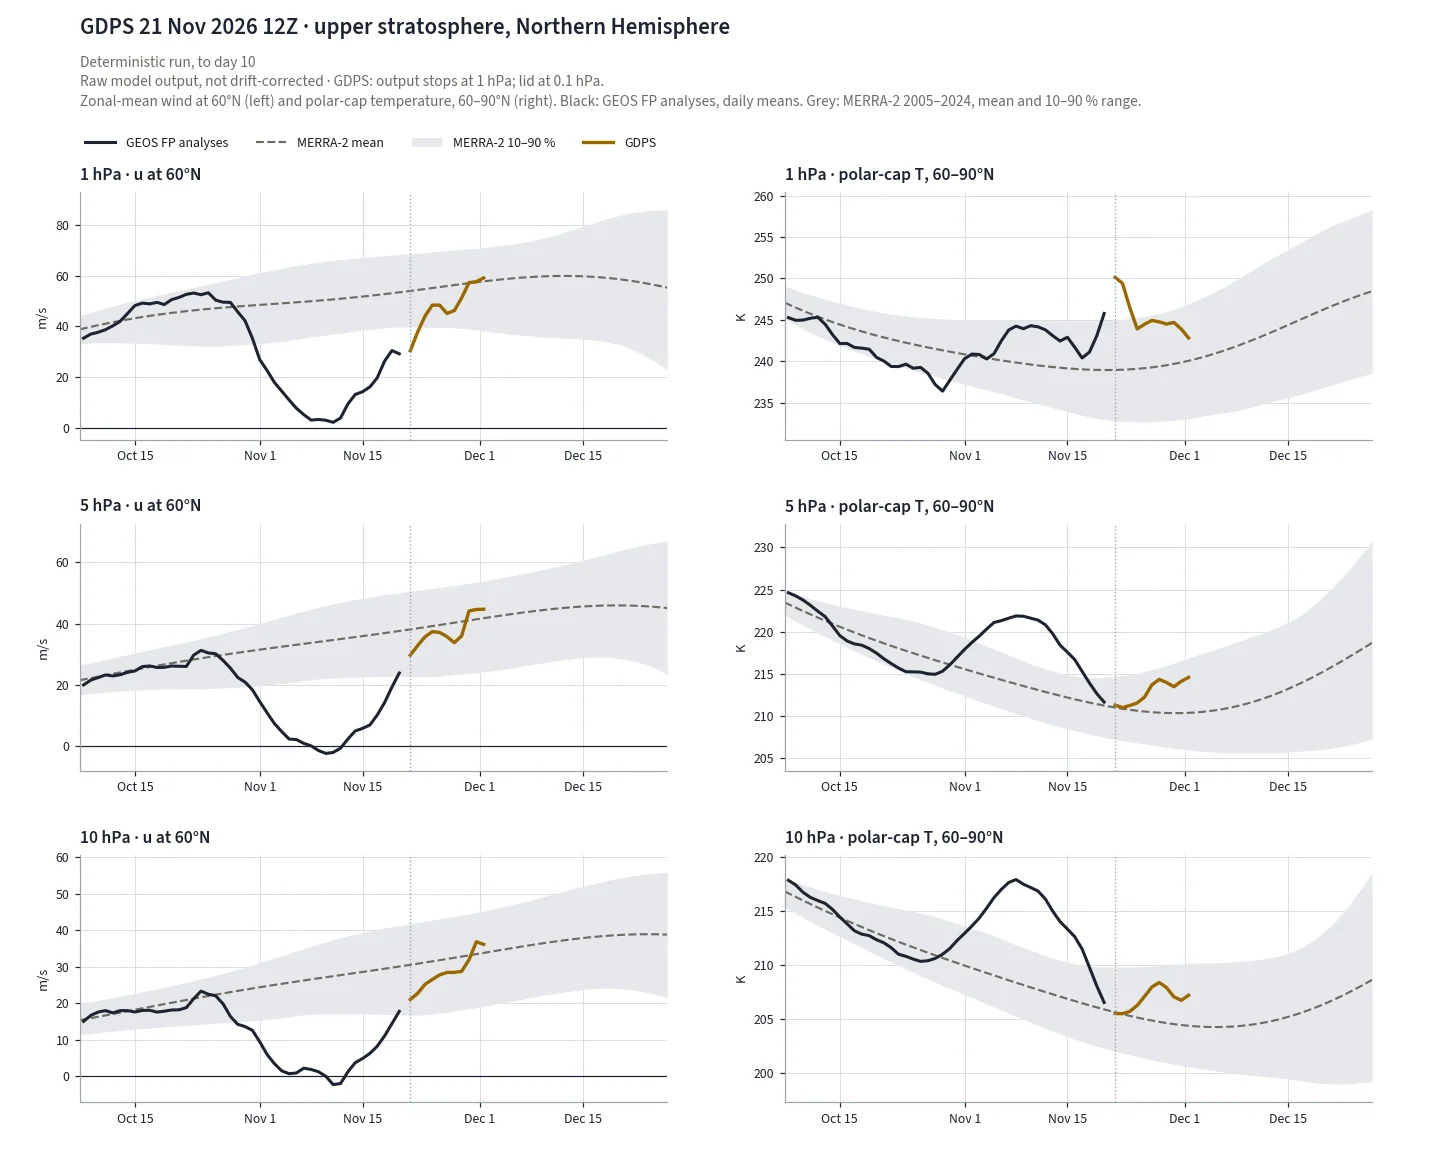 GDPS 21 Nov 2026 12Z · upper stratosphere, Northern Hemisphere
Deterministic run, to day 10
Raw model output, not drift-corrected · GDPS: output stops at 1 hPa; lid at 0.1 hPa.
Zonal-mean wind at 60°N (left) and polar-cap temperature, 60–90°N (right). Black: GEOS FP analyses, daily means. Grey: MERRA-2 2005–2024, mean and 10–90 % range.
GEOS FP analyses
MERRA-2 mean
MERRA-2 10–90 %
GDPS
1 hPa · u at 60°N
80
60
40
20
0
m/s
Oct 15
Nov 1
Nov 15
Dec 1
Dec 15
1 hPa · polar-cap T, 60–90°N
260
255
250
245
240
235
K
Oct 15
Nov 1
Nov 15
Dec 1
Dec 15
5 hPa · u at 60°N
60
40
20
0
m/s
Oct 15
Nov 1
Nov 15
Dec 1
Dec 15
5 hPa · polar-cap T, 60–90°N
230
225
220
215
210
205
K
Oct 15
Nov 1
Nov 15
Dec 1
Dec 15
10 hPa · u at 60°N
60
50
40
30
20
10
0
m/s
Oct 15
Nov 1
Nov 15
Dec 1
Dec 15
10 hPa · polar-cap T, 60–90°N
220
215
210
205
200
K
Oct 15
Nov 1
Nov 15
Dec 1
Dec 15